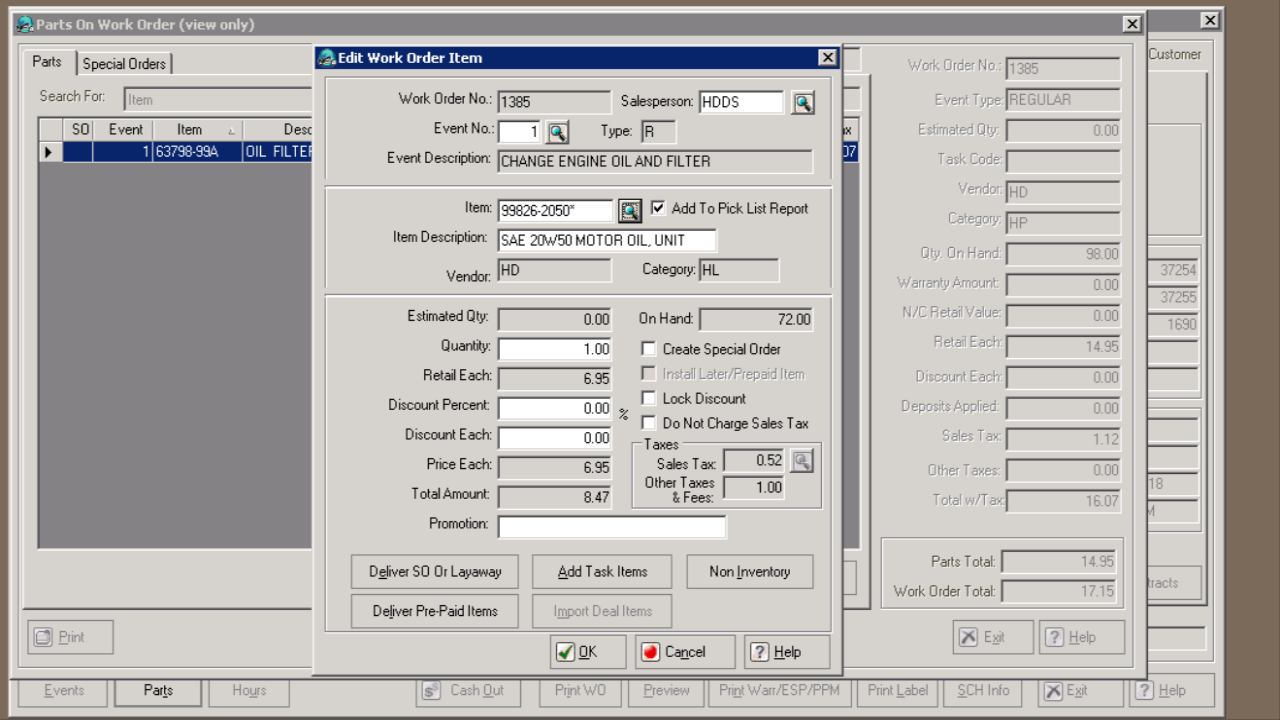 Parts On Work Order (view only)
Parts
Special Orders
Search For:
Item
SO
Event
Item
Desc
1
63798-99A
OIL FILTER
Print
Edit Work Order Item
Work Order No.:
1385
Salesperson:
HDDS
Event No.:
1
Type:
R
Event Description:
CHANGE ENGINE OIL AND FILTER
Item:
99826-2050*
Add To Pick List Report
Item Description:
SAE 20W50 MOTOR OIL, UNIT
Vendor:
HD
Category:
HL
Estimated Qty:
0.00
On Hand:
72.00
Quantity:
1.00
Create Special Order
Retail Each:
6.95
Install Later/Prepaid Item
Discount Percent:
0.00
%
Lock Discount
Discount Each:
0.00
Do Not Charge Sales Tax
Price Each:
6.95
Taxes
Sales Tax:
0.52
Total Amount:
8.47
Other Taxes
& Fees:
1.00
Promotion:
Deliver SO Or Layaway
Add Task Items
Non Inventory
Deliver Pre-Paid Items
Import Deal Items
OK
Cancel
Help
ax
07
Work Order No.:
1385
Event Type:
REGULAR
Estimated Qty:
0.00
Task Code:
Vendor:
HD
Category:
HP
Qty. On Hand:
98.00
Warranty Amount:
0.00
N/C Retail Value:
0.00
Retail Each:
14.95
Discount Each:
0.00
Deposits Applied:
0.00
Sales Tax:
1.12
Other Taxes:
0.00
Total w/Tax:
16.07
Parts Total:
14.95
Work Order Total:
17.15
Exit
Help
Customer
37254
37255
1690
18
M
tracts
Events
Parts
Hours
Cash Out
Print WO
Preview
Print Warr/ESP/PPM
Print Label
SCH Info
Exit
Help